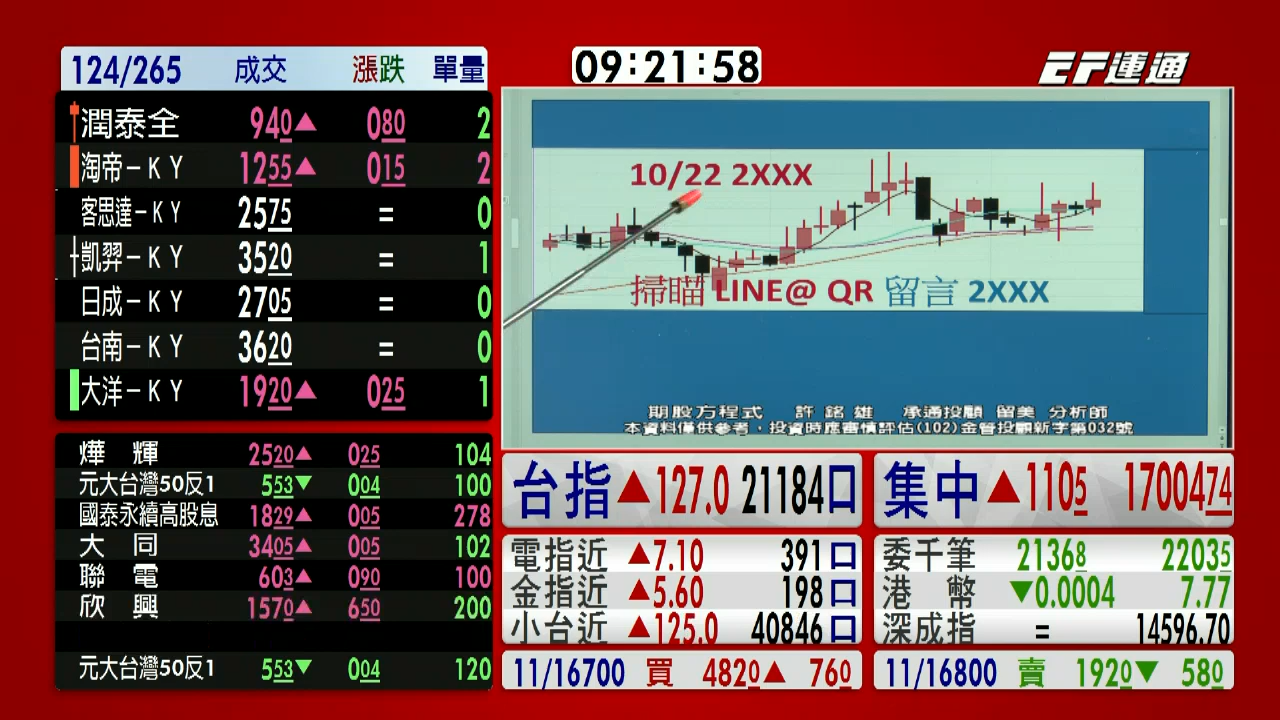 124/265 成交 漲跌 單量
09:21:58
EF運通
潤泰全 940▲ 080 2
淘帝－ＫＹ 1255▲ 015 2
客思達－ＫＹ 2575 = 0
凱羿－ＫＹ 3520 = 1
日成－ＫＹ 2705 = 0
台南－ＫＹ 3620 = 0
大洋－ＫＹ 1920▲ 025 1
燁輝 2520▲ 025 104
元大台灣50反1 553▼ 004 100
國泰永續高股息 1829▲ 005 278
大同 3405▲ 005 102
聯電 603▲ 090 100
欣興 1570▲ 650 200
元大台灣50反1 553▼ 004 120
10/22 2XXX
掃瞄 LINE@ QR 留言 2XXX
期股方程式 許銘雄 承通投顧 留美 分析師
本資料僅供參考，投資時應審慎評估(102)金管投顧新字第032號
台指▲127.0 21184口
集中▲1105 1700474
電指近 ▲7.10 391口
金指近 ▲5.60 198口
小台近 ▲125.0 40846口
委千筆 21368 22035
港幣 ▼0.0004 7.77
深成指 = 14596.70
11/16700 買 4820▲ 760
11/16800 賣 1920▼ 580